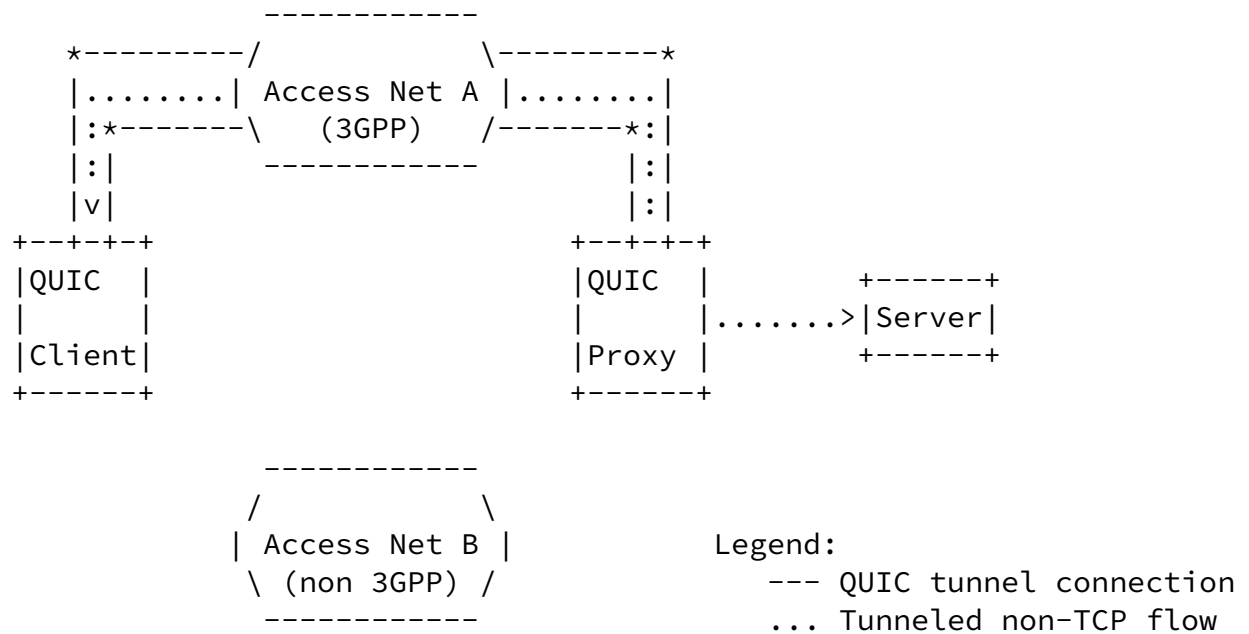 Access Net A
(3GPP)
QUIC QUIC
Server
Client Proxy
Access Net B Legend:
(non 3GPP) --- QUIC tunnel connection
... Tunneled non-TCP flow